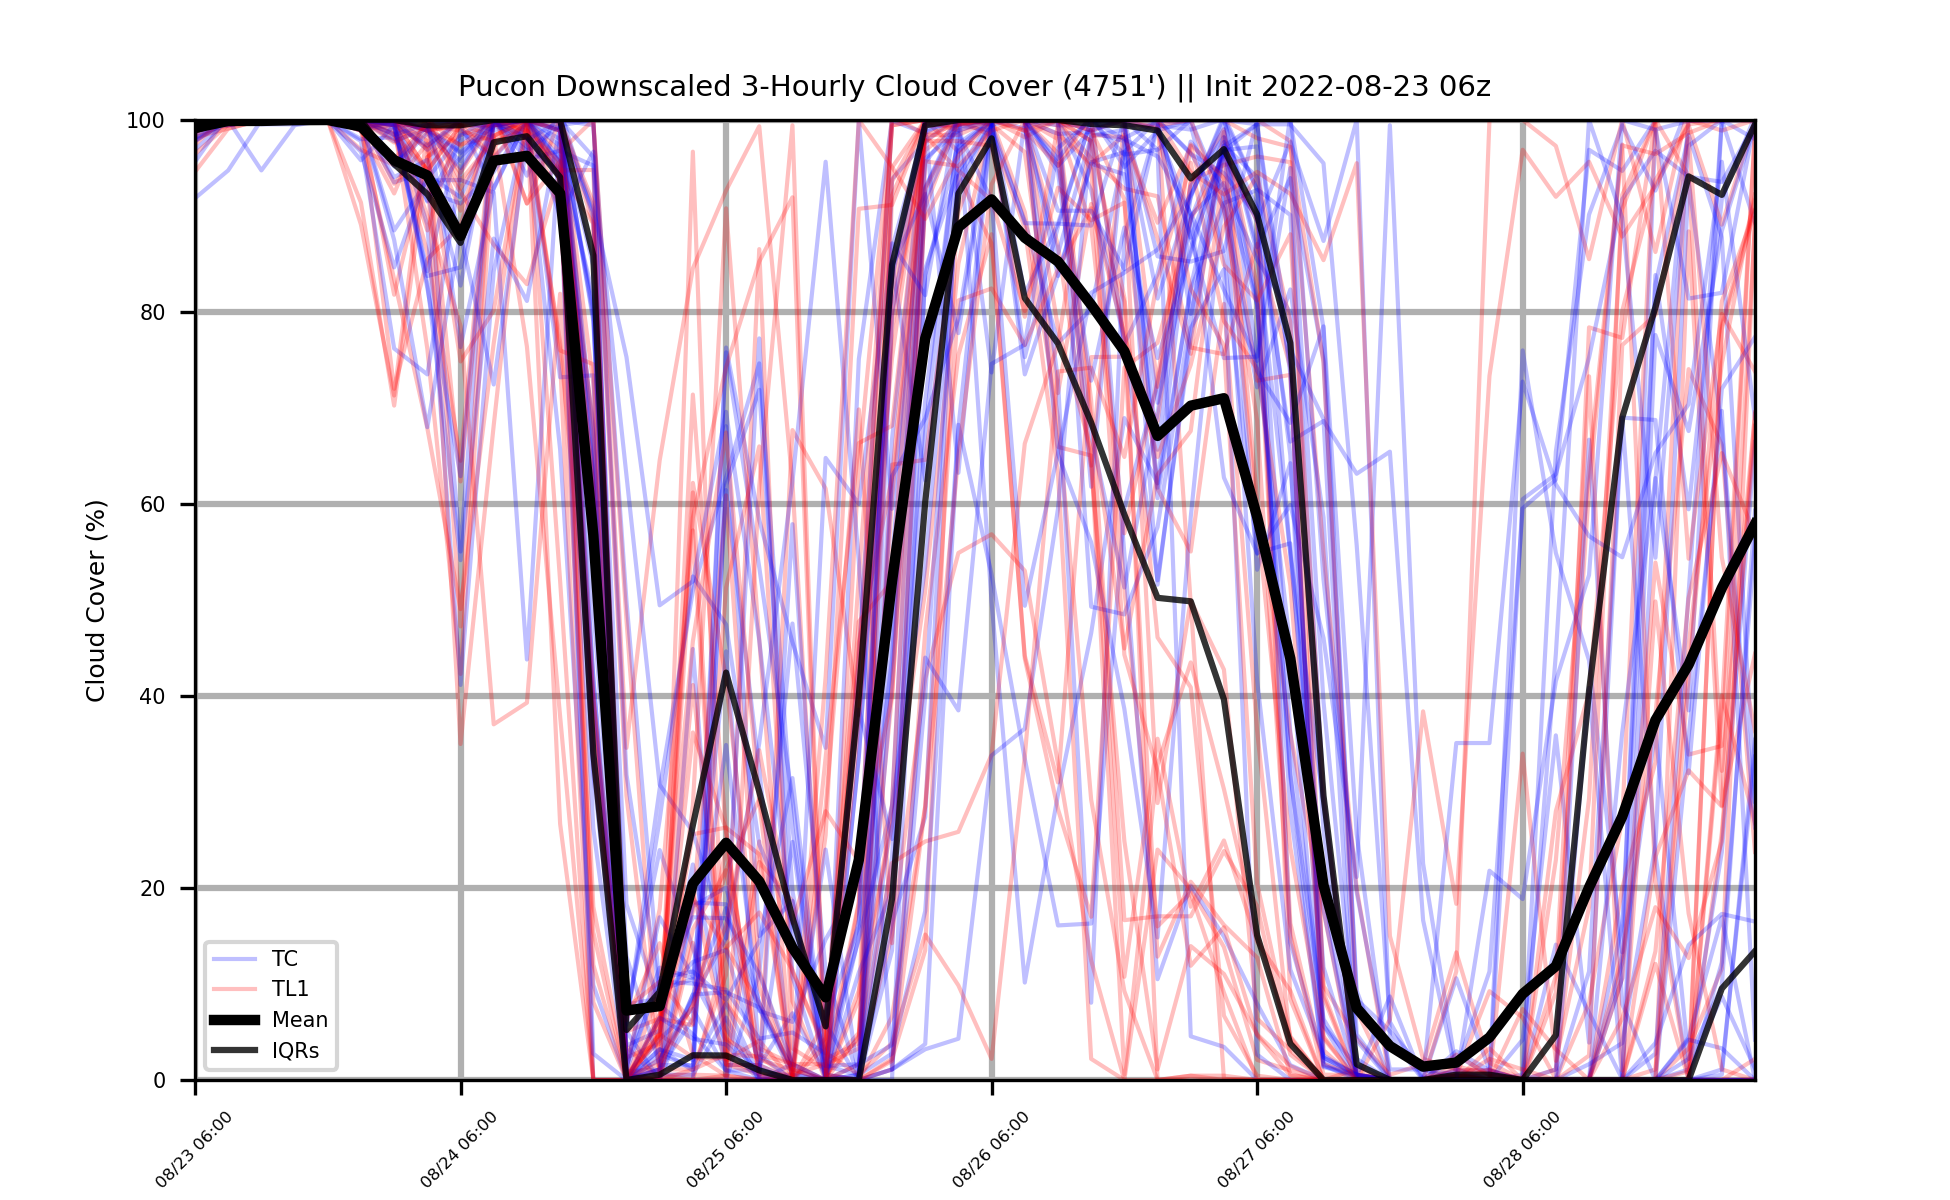 Pucon Downscaled 3-Hourly Cloud Cover (4751') || Init 2022-08-23 06z
Cloud Cover (%)
100
80
60
40
20
0
TC
TL1
Mean
IQRs
08/23 06:00
08/24 06:00
08/25 06:00
08/26 06:00
08/27 06:00
08/28 06:00